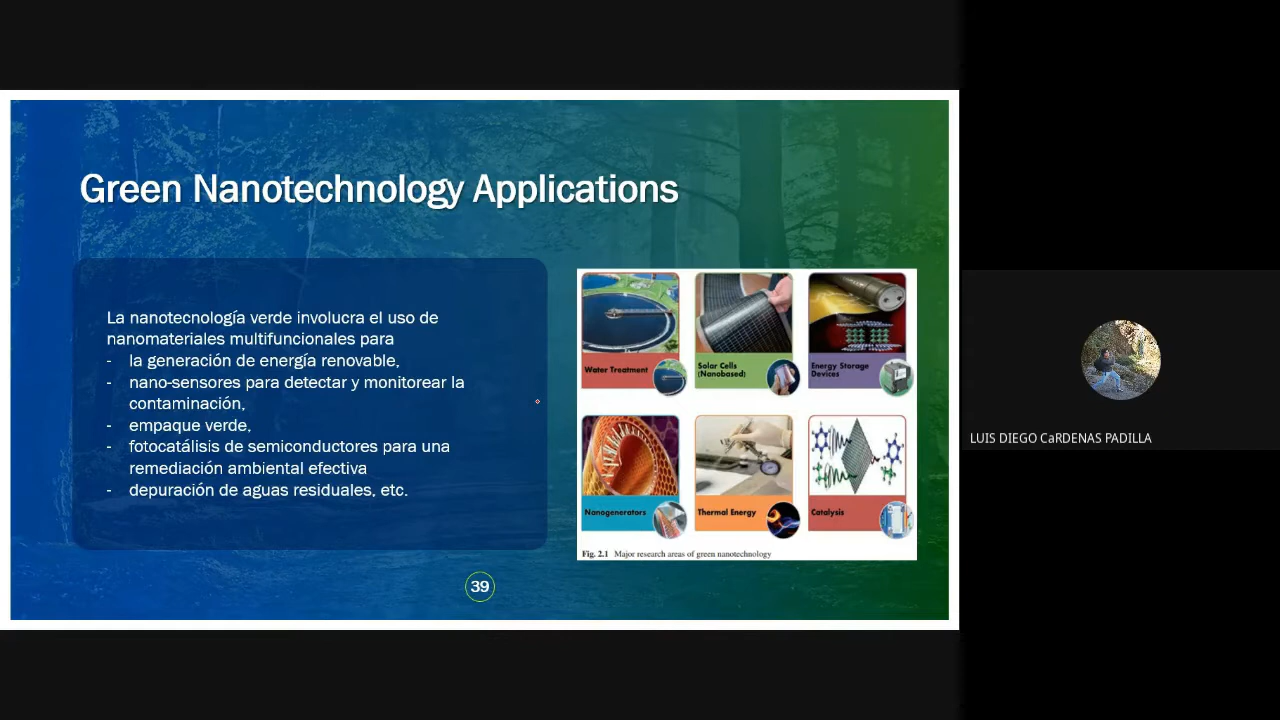 Green Nanotechnology Applications
La nanotecnología verde involucra el uso de
nanomateriales multifuncionales para
- la generación de energía renovable,
- nano-sensores para detectar y monitorear la
contaminación,
- empaque verde,
- fotocatálisis de semiconductores para una
remediación ambiental efectiva
- depuración de aguas residuales, etc.
Water Treatment
Solar Cells
(Nanobased)
Energy Storage
Devices
Nanogenerators
Thermal Energy
Catalysis
Fig. 2.1 Major research areas of green nanotechnology
39
LUIS DIEGO CaRDENAS PADILLA